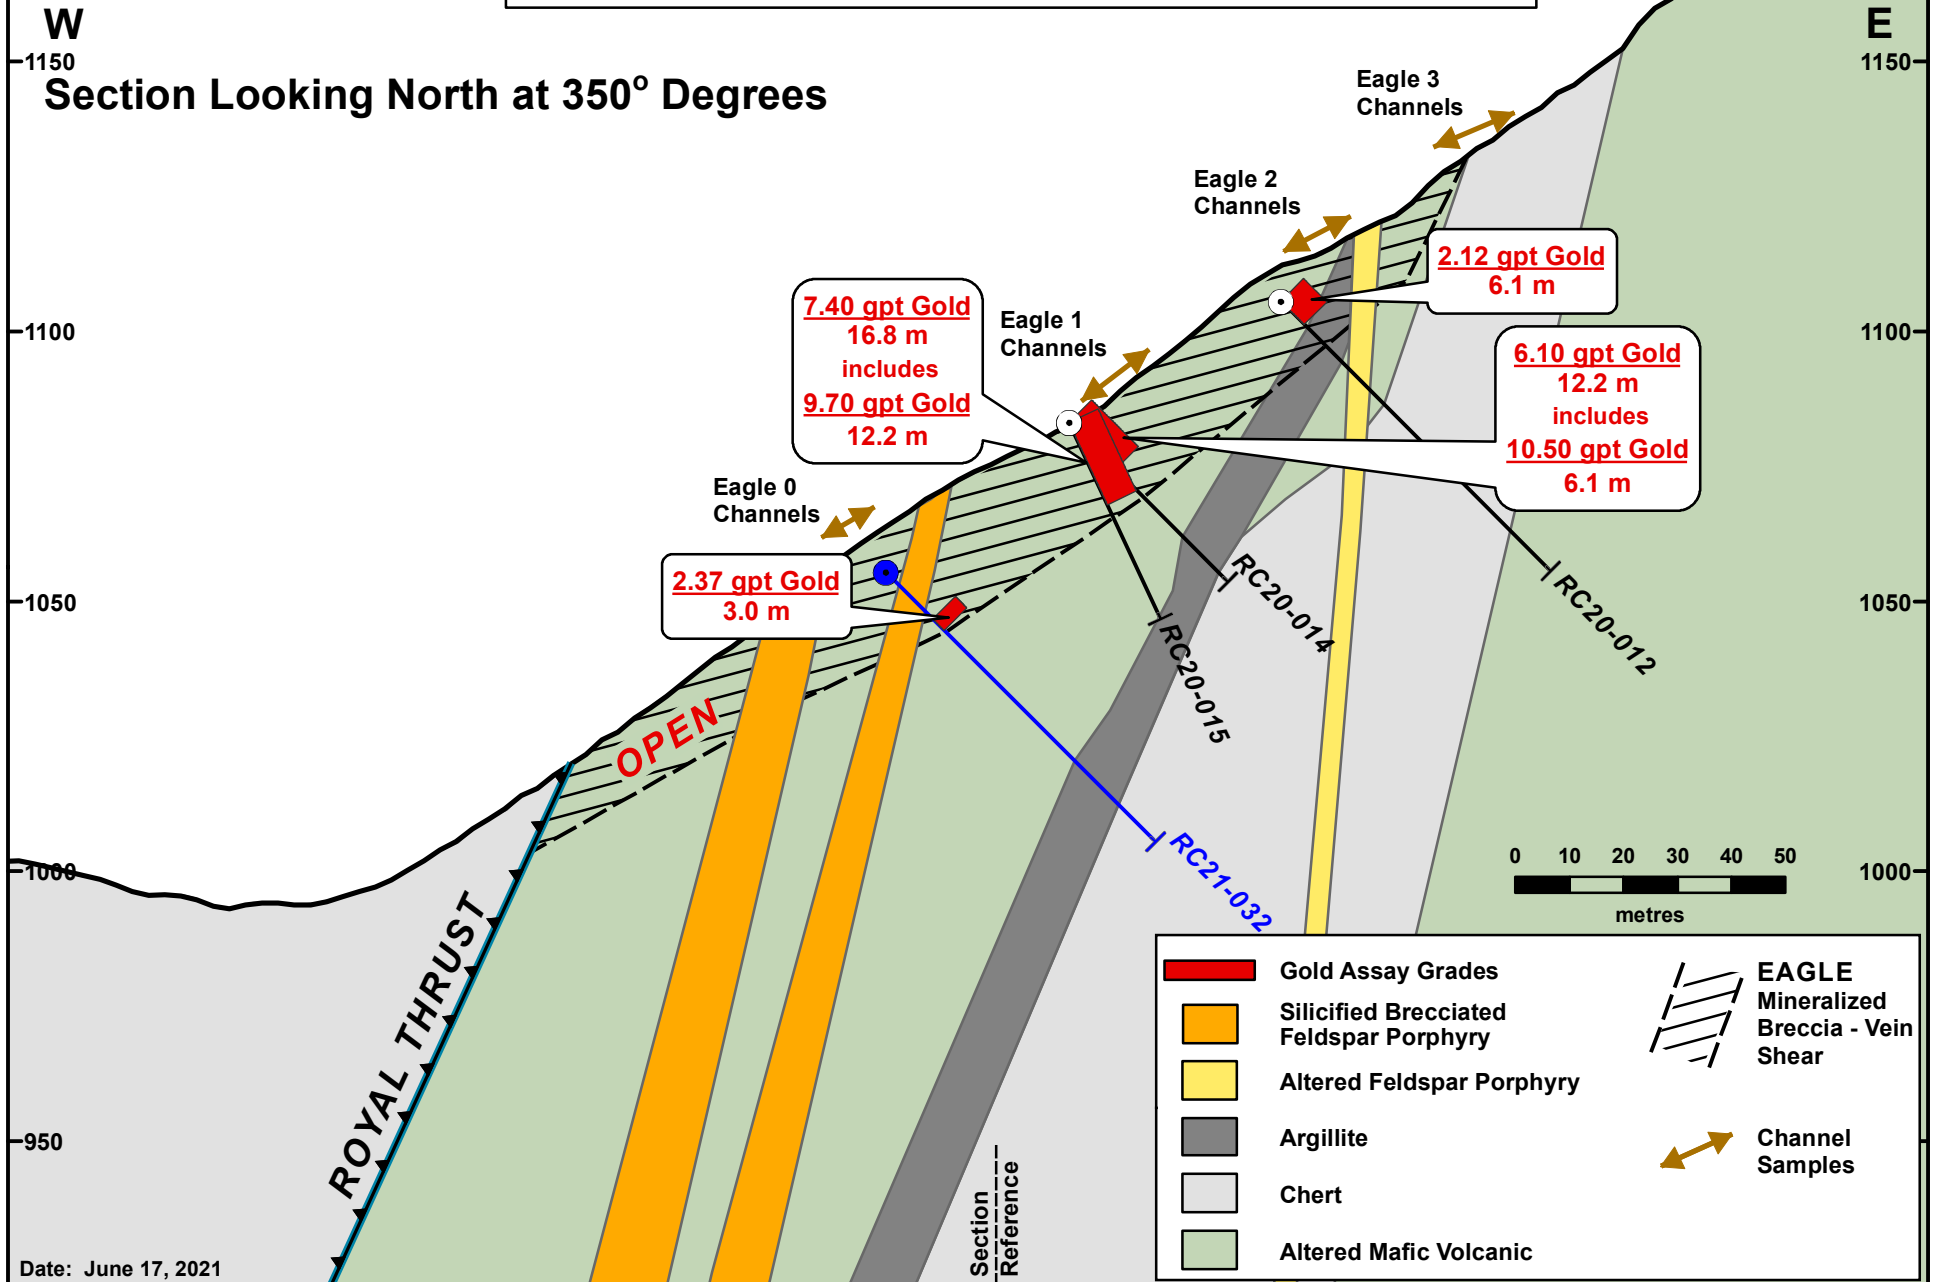 W
E
1150
1150
Section Looking North at 350° Degrees
Eagle 3
Channels
Eagle 2
Channels
2.12 gpt Gold
6.1 m
7.40 gpt Gold
16.8 m
includes
9.70 gpt Gold
12.2 m
Eagle 1
Channels
1100
1100
6.10 gpt Gold
12.2 m
includes
10.50 gpt Gold
6.1 m
Eagle 0
Channels
2.37 gpt Gold
3.0 m
1050
1050
RC20-014
RC20-012
RC20-015
OPEN
RC21-032
1000
1000
0 10 20 30 40 50
metres
ROYAL THRUST
950
Section
Reference
Gold Assay Grades
Silicified Brecciated
Feldspar Porphyry
Altered Feldspar Porphyry
Argillite
Chert
Altered Mafic Volcanic
EAGLE
Mineralized
Breccia - Vein
Shear
Channel
Samples
Date: June 17, 2021